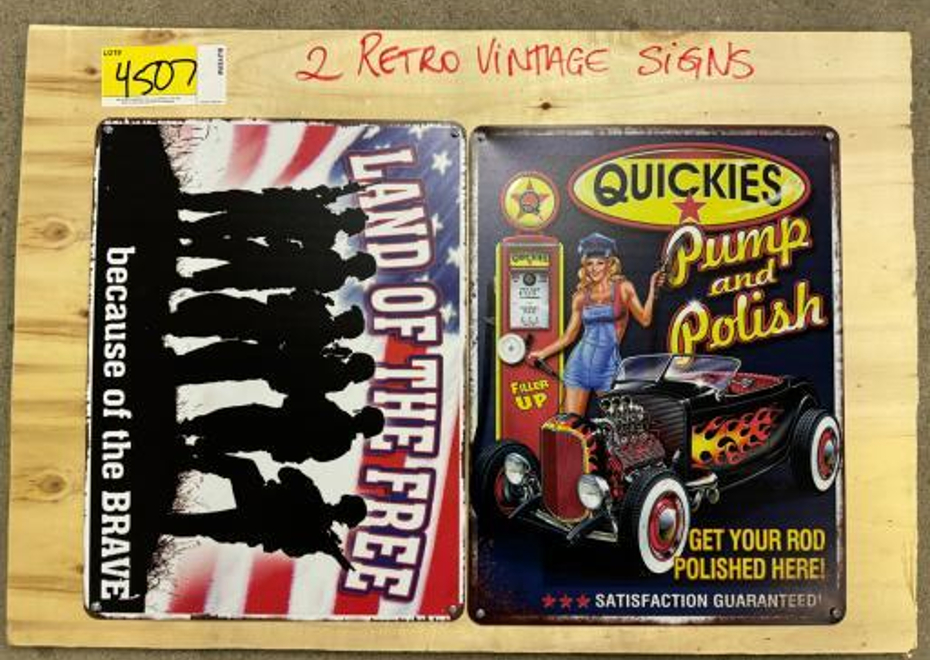 LOT#
4507
2 RETRO VINTAGE SIGNS
LAND OF THE FREE
because of the BRAVE
QUICKIES
Pump
and
Polish
QUICKIES
FILLER
UP
GET YOUR ROD
POLISHED HERE!
SATISFACTION GUARANTEED!